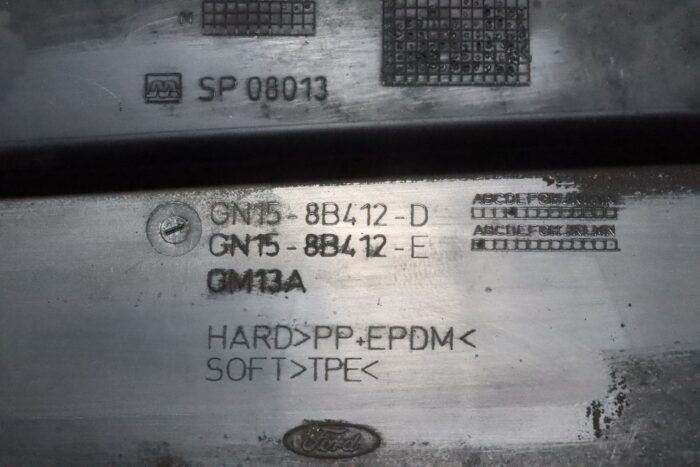 SP 08013
GN15-8B412-D
GN15-8B412-E
GM13A
HARD>PP+EPDM<
SOFT>TPE<
Ford